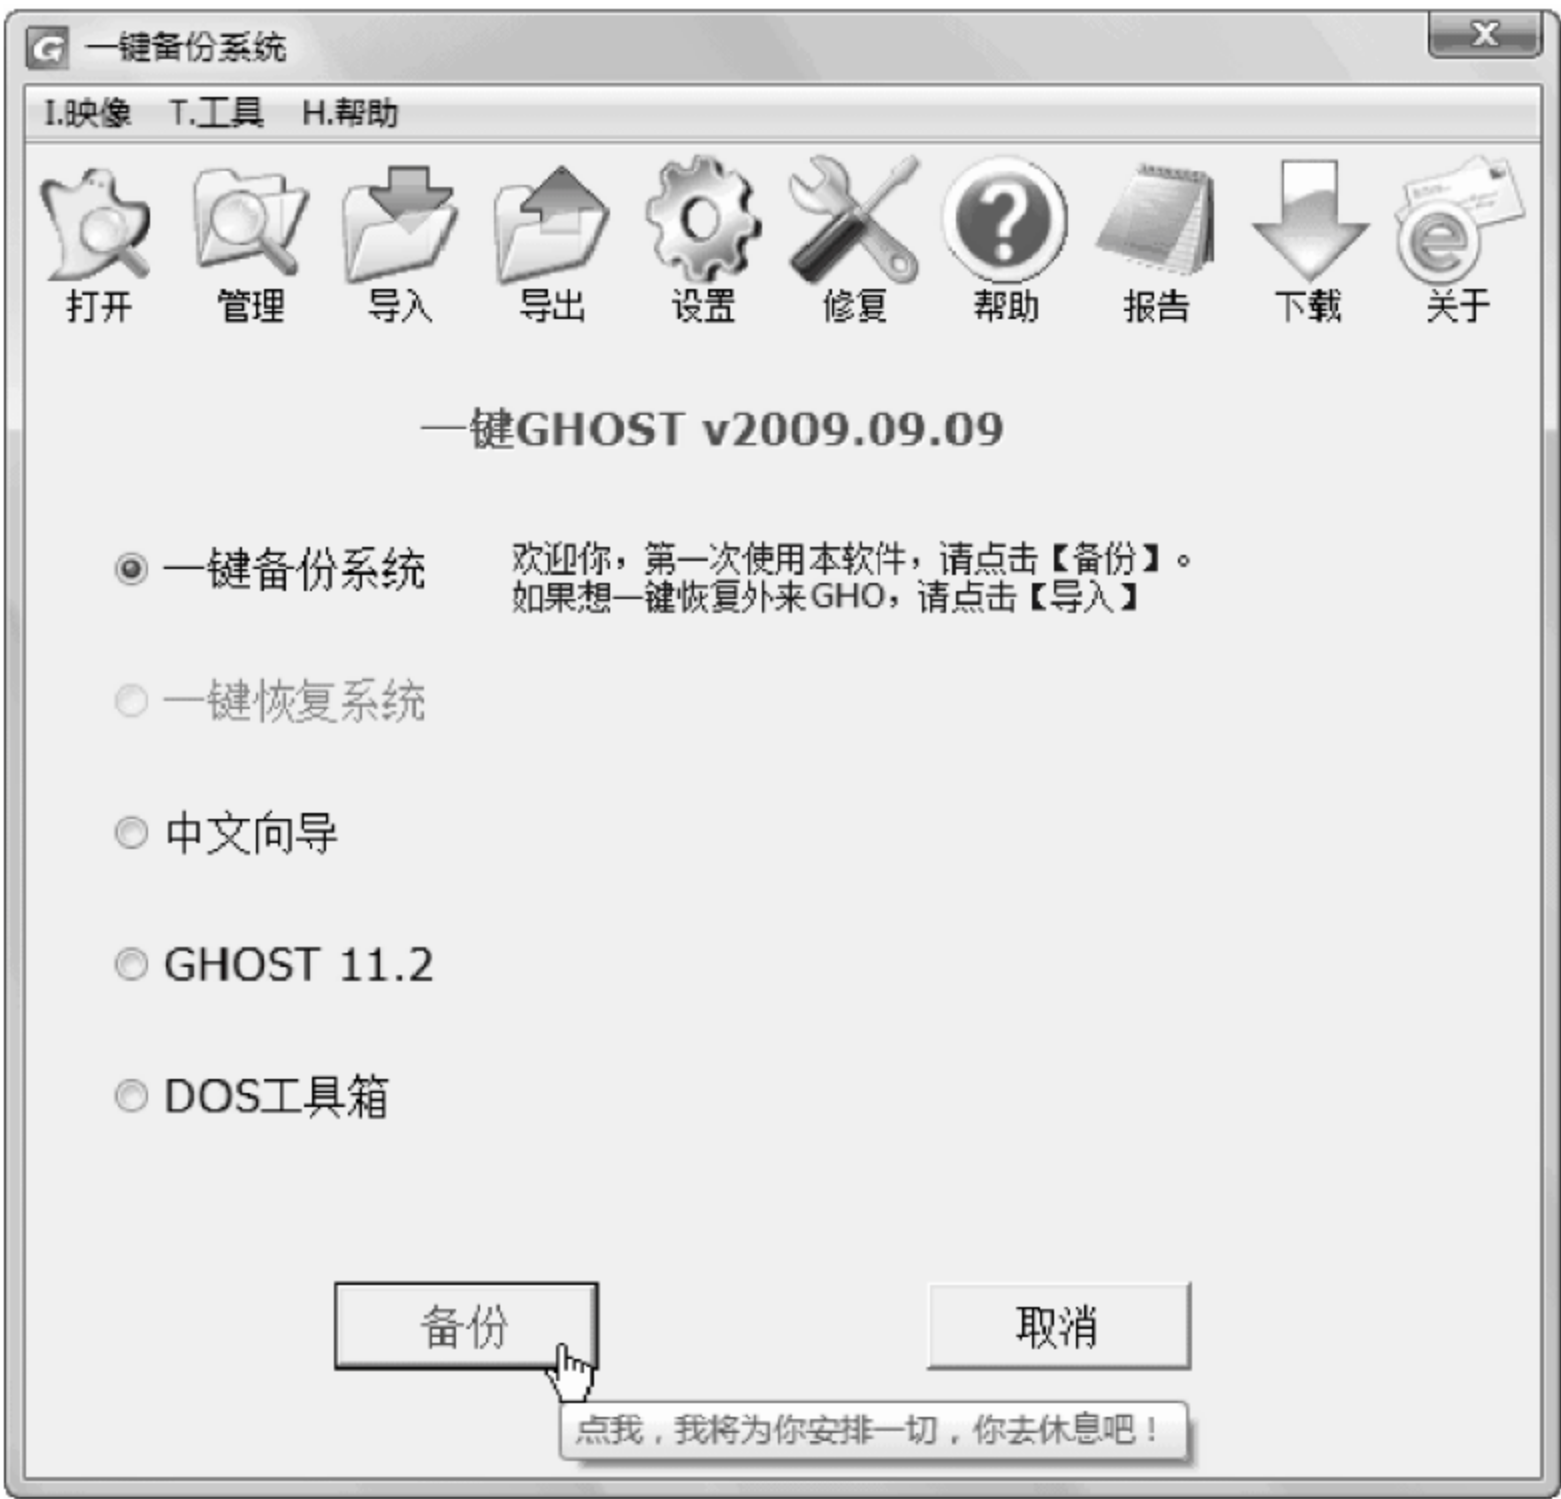 一键备份系统
I.映像 T.工具 H.帮助
打开 管理 导入 导出 设置 修复 帮助 报告 下载 关于
一键GHOST v2009.09.09
一键备份系统
欢迎你，第一次使用本软件，请点击【备份】。
如果想一键恢复外来GHO，请点击【导入】
一键恢复系统
中文向导
GHOST 11.2
DOS工具箱
备份 取消
点我，我将为你安排一切，你去休息吧！